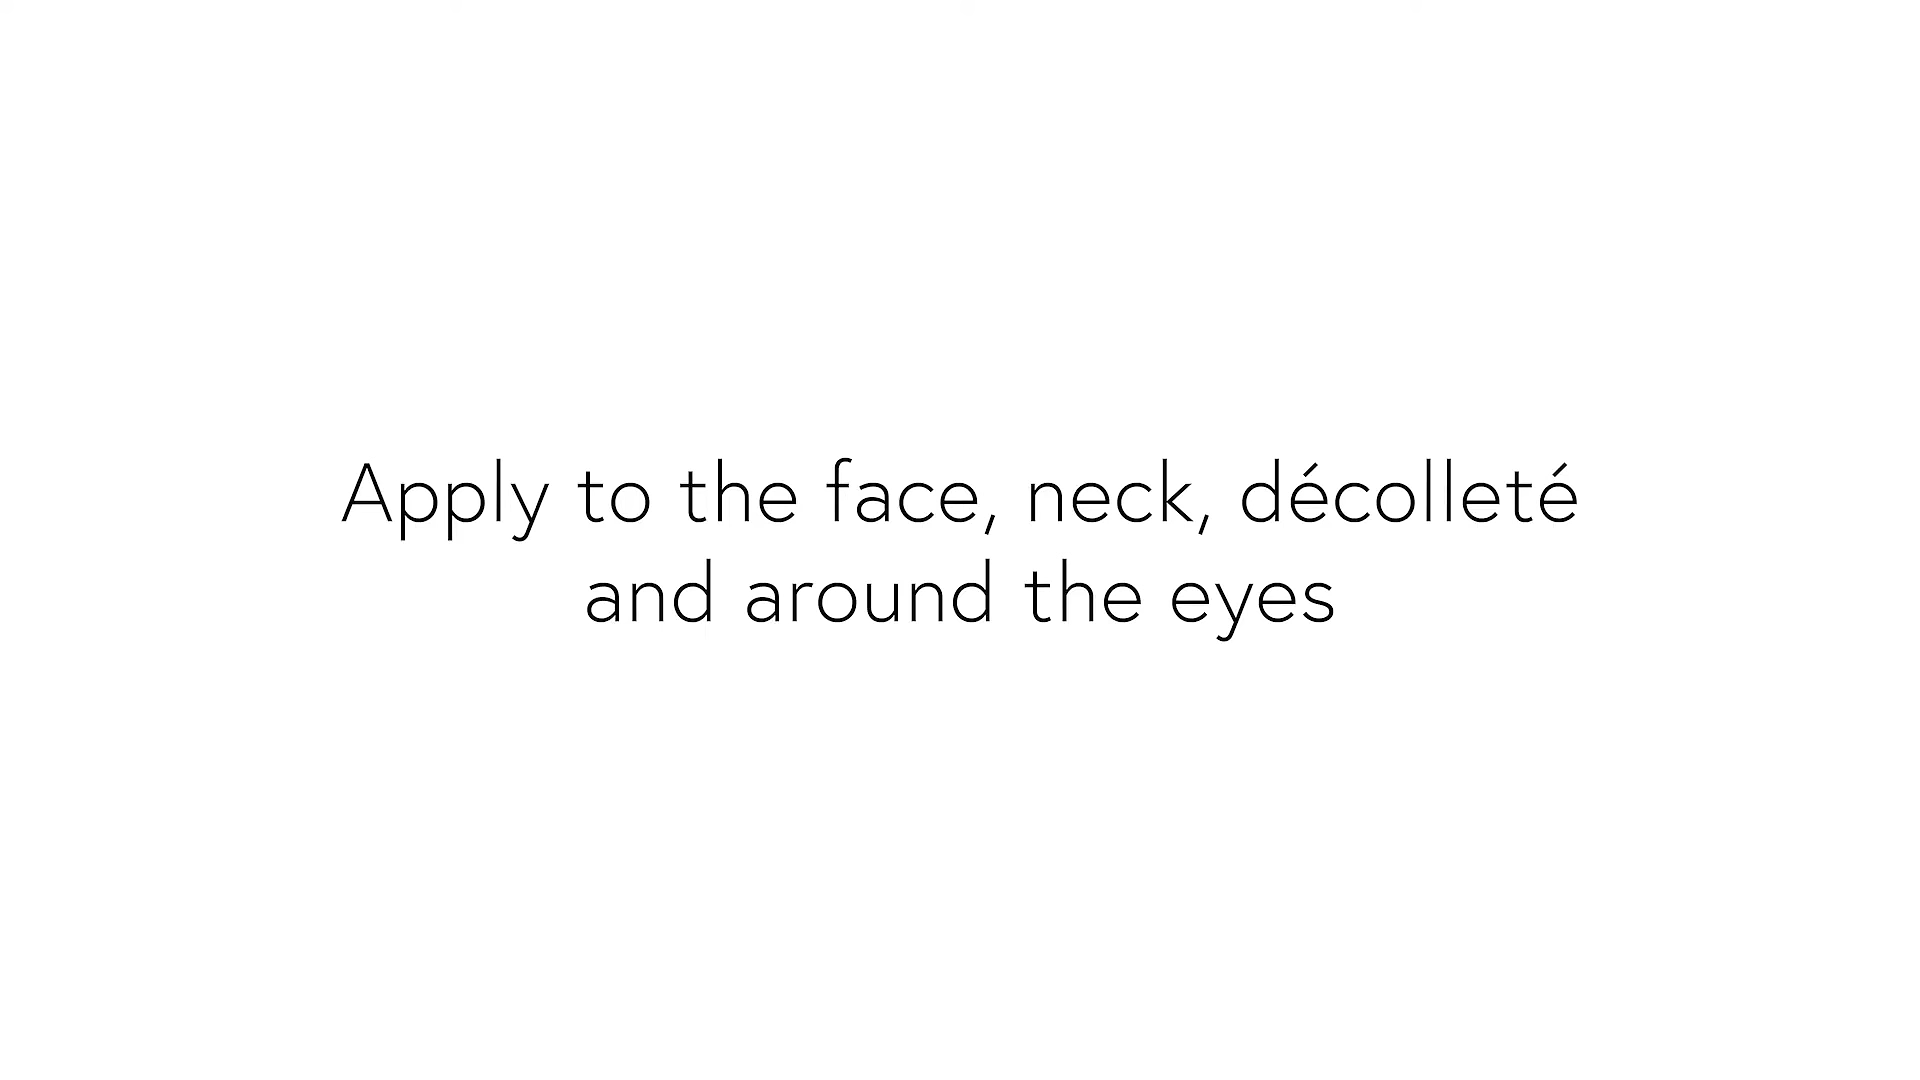 Apply to the face, neck, décolleté
and around the eyes